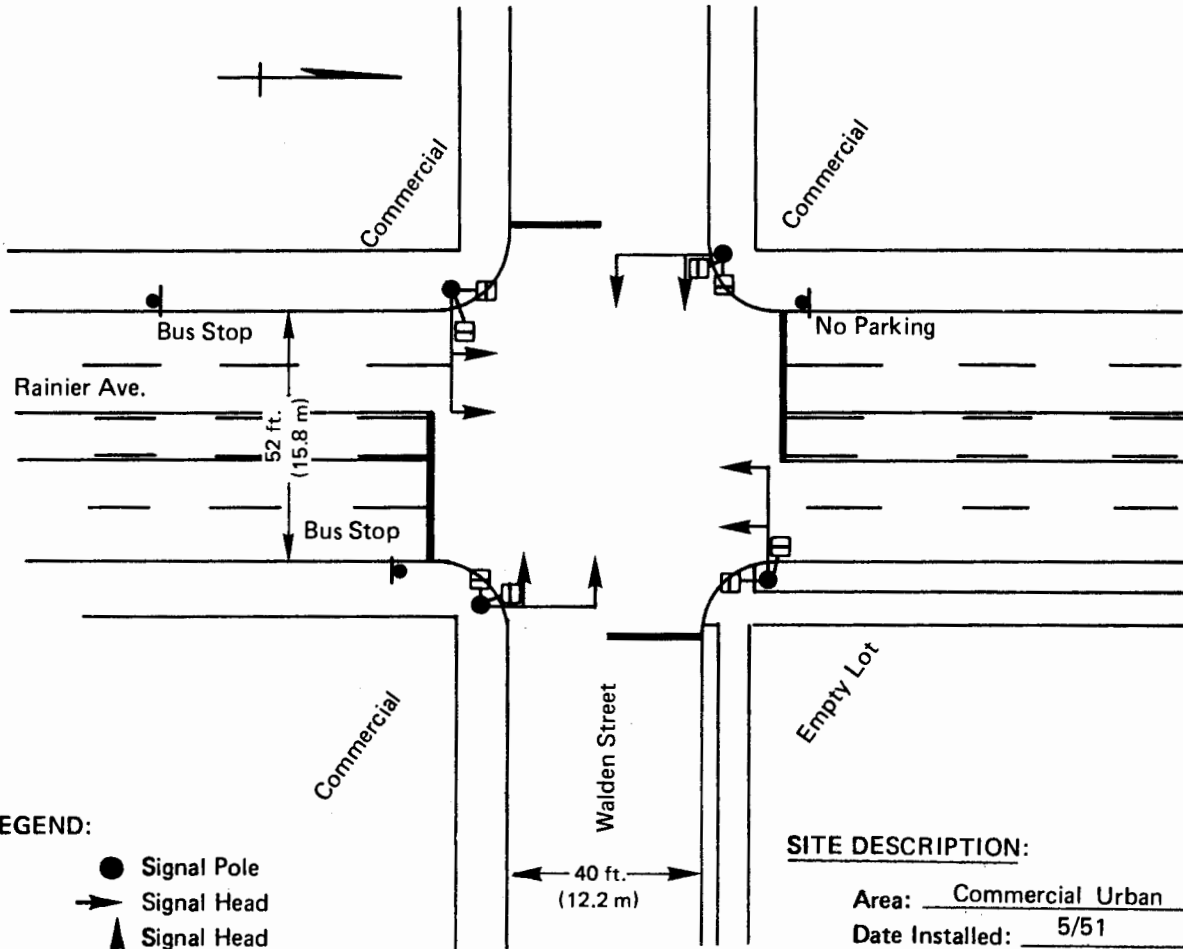 Commercial
Commercial
Bus Stop
No Parking
Rainier Ave.
52 ft.
(15.8 m)
Bus Stop
Commercial
Walden Street
Empty Lot
EGEND:
Signal Pole
Signal Head
Signal Head
40 ft.
(12.2 m)
SITE DESCRIPTION:
Area: Commercial Urban
Date Installed: 5/51